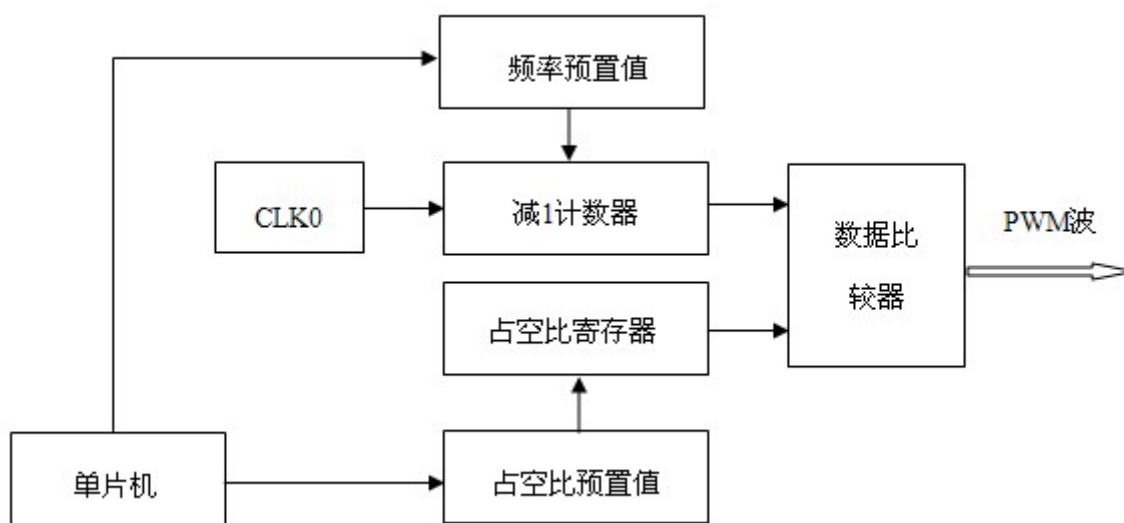 频率预置值
CLK0
减1计数器
数据比
较器
PWM波
占空比寄存器
单片机
占空比预置值